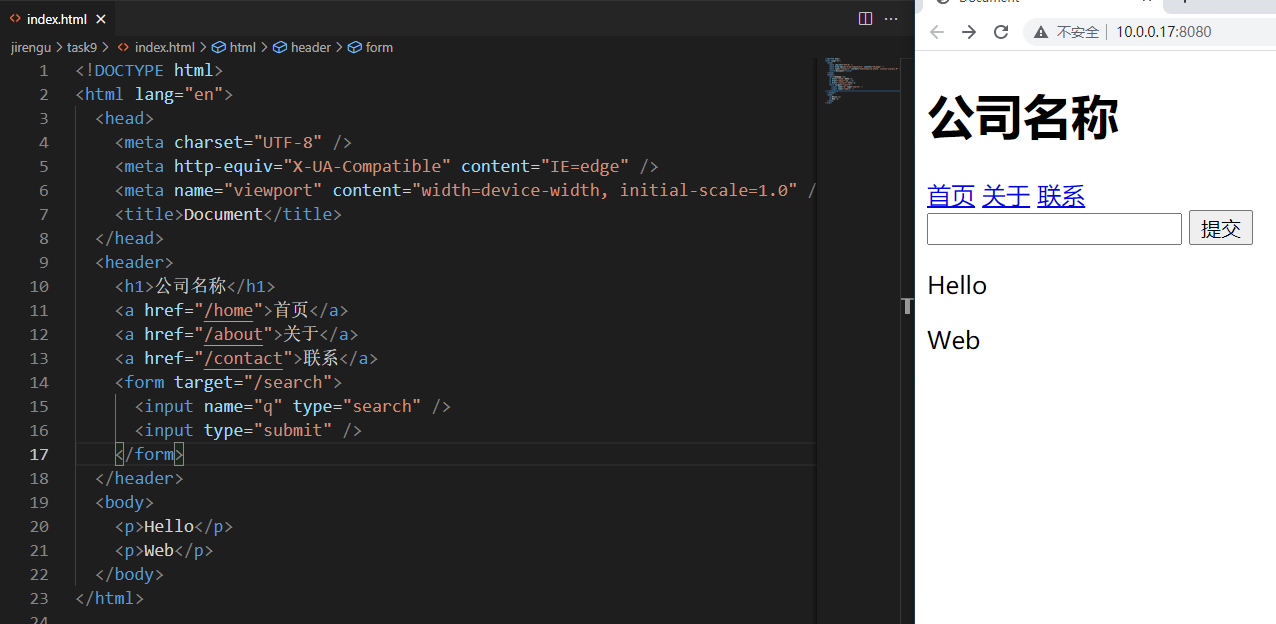 index.html
jirengu > task9 > index.html > html > header > form
1 <!DOCTYPE html>
2 <html lang="en">
3 <head>
4 <meta charset="UTF-8" />
5 <meta http-equiv="X-UA-Compatible" content="IE=edge" />
6 <meta name="viewport" content="width=device-width, initial-scale=1.0" /
7 <title>Document</title>
8 </head>
9 <header>
10 <h1>公司名称</h1>
11 <a href="/home">首页</a>
12 <a href="/about">关于</a>
13 <a href="/contact">联系</a>
14 <form target="/search">
15 <input name="q" type="search" />
16 <input type="submit" />
17 </form>
18 </header>
19 <body>
20 <p>Hello</p>
21 <p>Web</p>
22 </body>
23 </html>
24
Document
不安全 | 10.0.0.17:8080
公司名称
首页 关于 联系
提交
Hello
Web